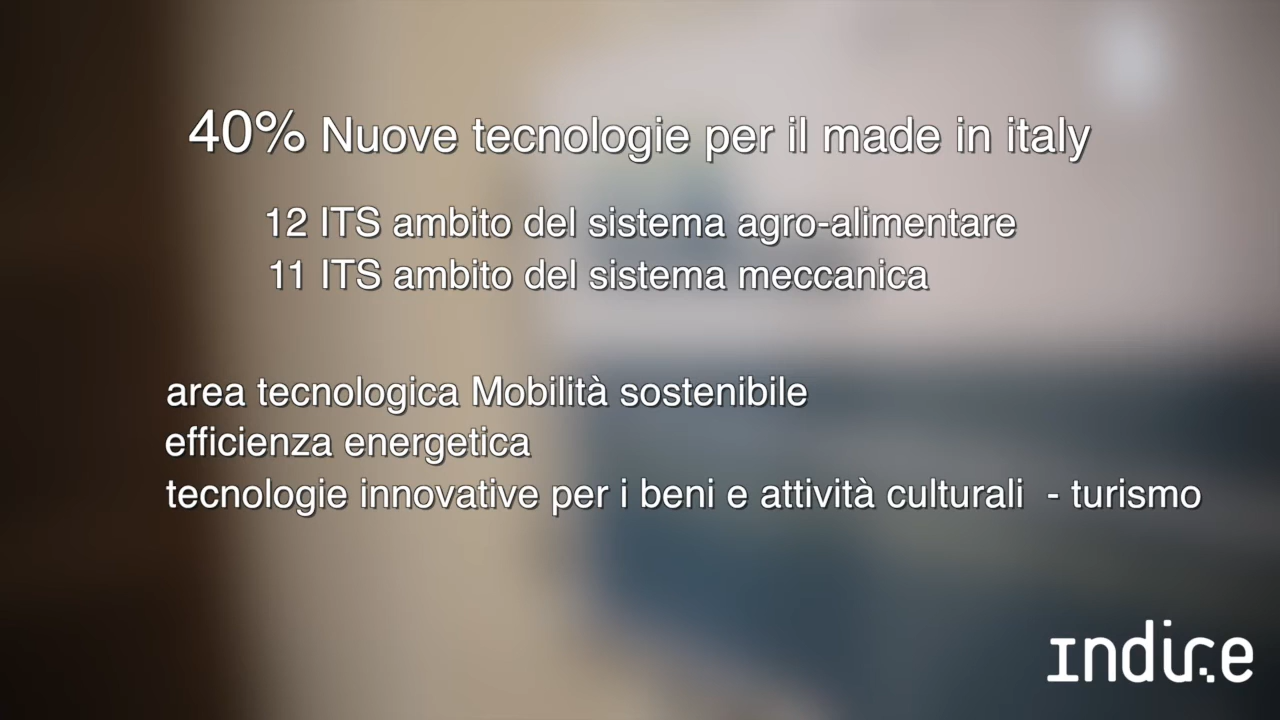 40% Nuove tecnologie per il made in italy
12 ITS ambito del sistema agro-alimentare
11 ITS ambito del sistema meccanica
area tecnologica Mobilità sostenibile
efficienza energetica
tecnologie innovative per i beni e attività culturali - turismo
indire